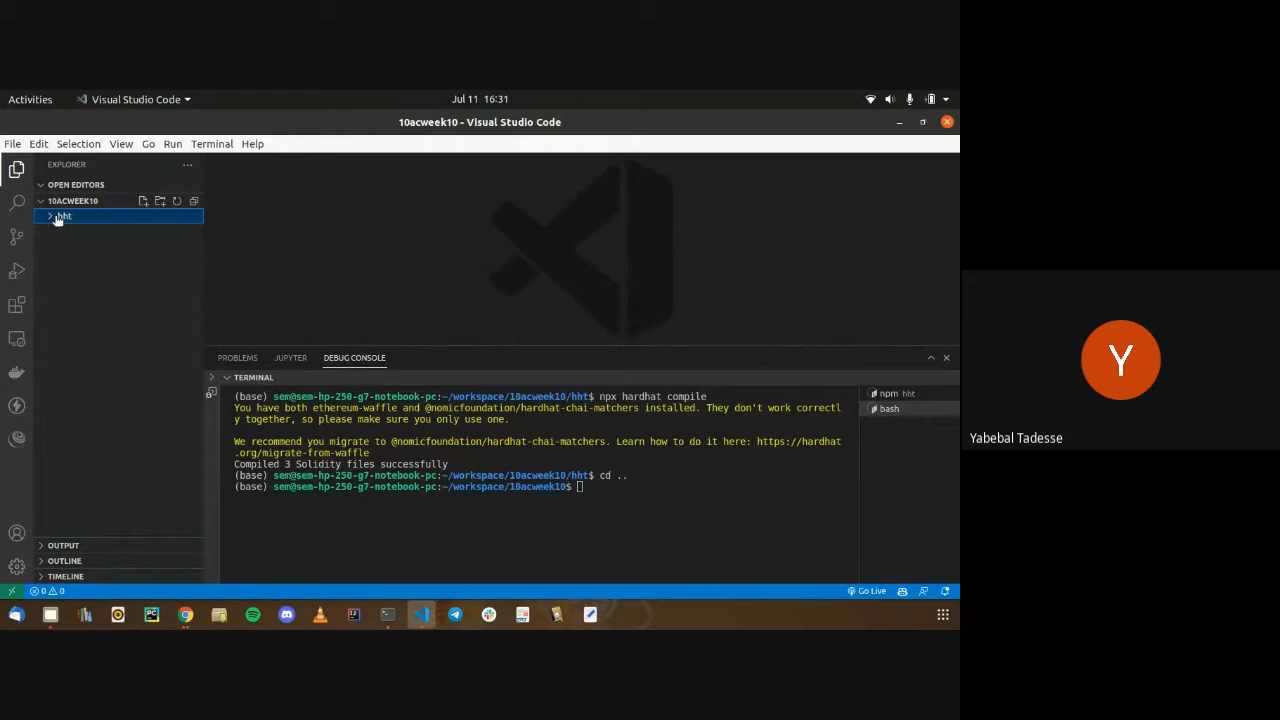 Activities
Visual Studio Code
Jul 11 16:31
10acweek10 - Visual Studio Code
File Edit Selection View Go Run Terminal Help
EXPLORER
OPEN EDITORS
10ACWEEK10
hht
PROBLEMS JUPYTER DEBUG CONSOLE
TERMINAL
(base) sem@sem-hp-250-g7-notebook-pc:~/workspace/10acweek10/hht$ npx hardhat compile
You have both ethereum-waffle and @nomicfoundation/hardhat-chai-matchers installed. They don't work correctl
y together, so please make sure you only use one.
We recommend you migrate to @nomicfoundation/hardhat-chai-matchers. Learn how to do it here: https://hardhat
.org/migrate-from-waffle
Compiled 3 Solidity files successfully
(base) sem@sem-hp-250-g7-notebook-pc:~/workspace/10acweek10/hht$ cd ..
(base) sem@sem-hp-250-g7-notebook-pc:~/workspace/10acweek10$
npm hht
bash
OUTPUT
OUTLINE
TIMELINE
0 0
Go Live
Y
Yabebal Tadesse